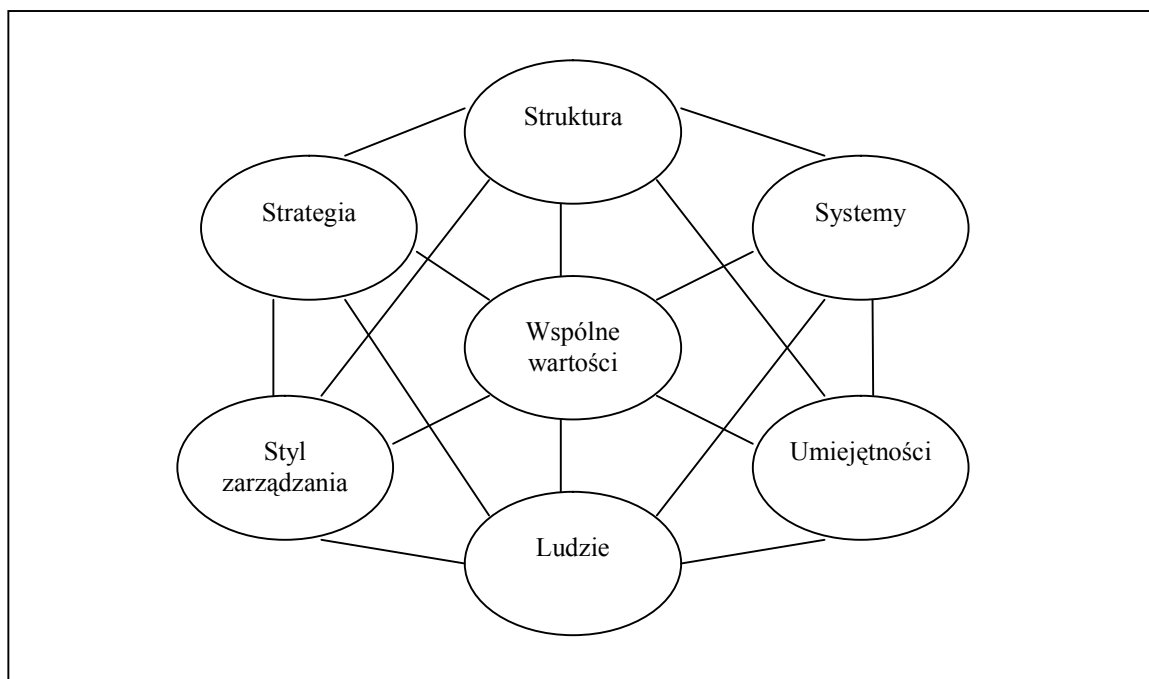 Struktura
Strategia
Systemy
Wspólne
wartości
Styl
zarządzania
Umiejętności
Ludzie